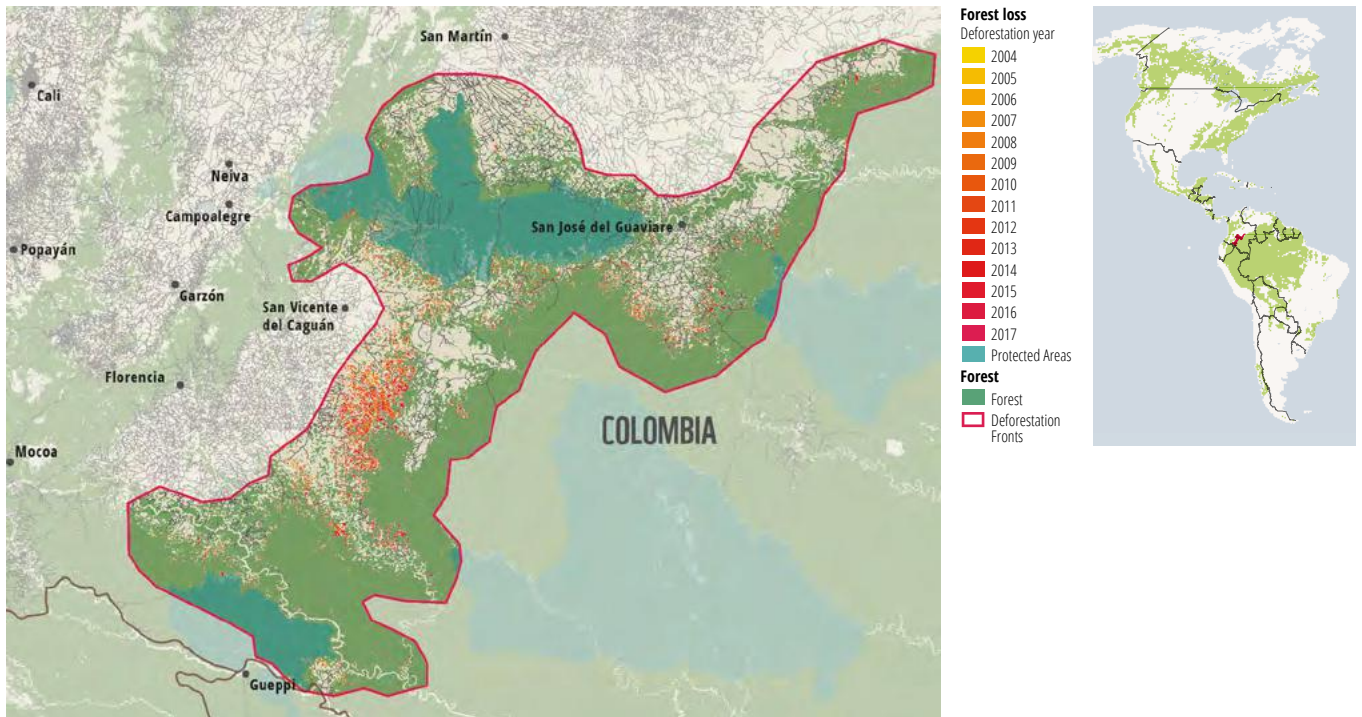 San Martín
Cali
Neiva
Campoalegre
San José del Guaviare
Popayán
Garzón
San Vicente
del Caguán
Florencia
COLOMBIA
Mocoa
Gueppi
Forest loss
Deforestation year
2004
2005
2006
2007
2008
2009
2010
2011
2012
2013
2014
2015
2016
2017
Protected Areas
Forest
Forest
Deforestation
Fronts